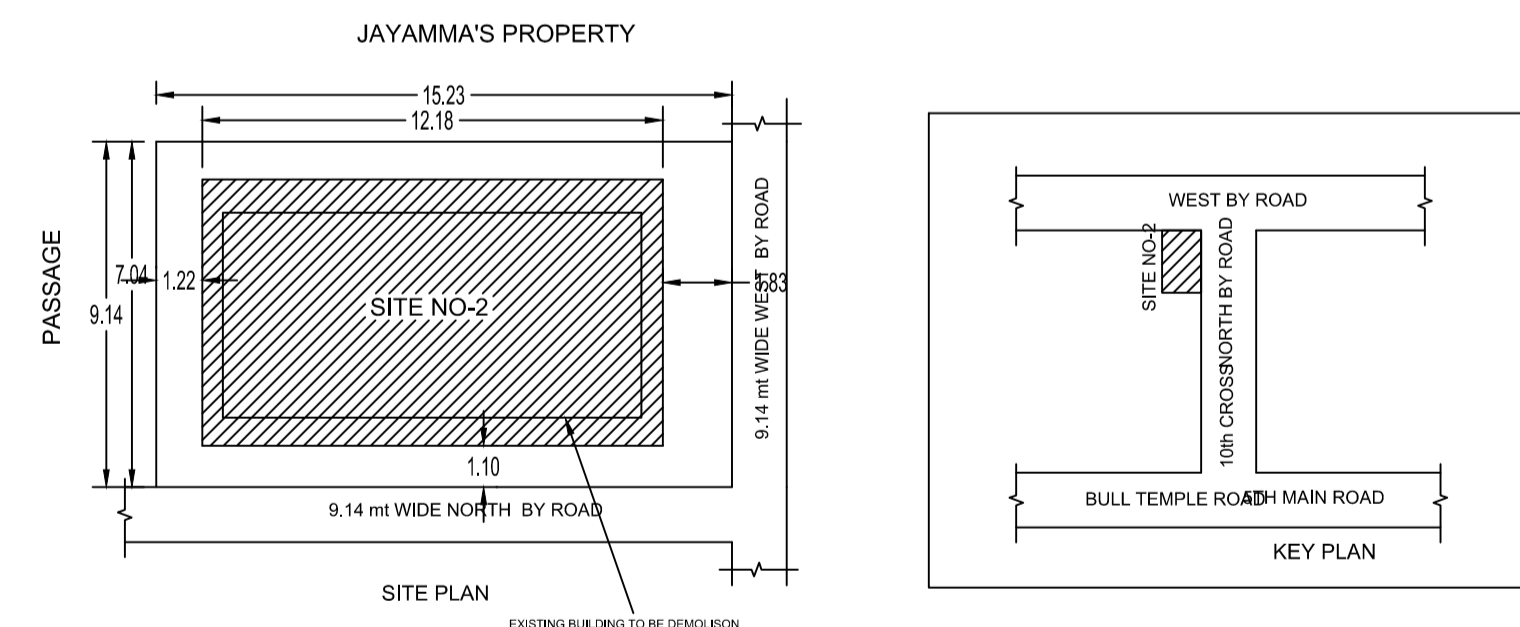 JAYAMMA'S PROPERTY
15.23
12.18
PASSAGE
7.04
9.14
1.22
SITE NO-2
1.83
9.14 mt WIDE WEST BY ROAD
1.10
9.14 mt WIDE NORTH BY ROAD
SITE PLAN
EXISTING BUILDING TO BE DEMOLISON
WEST BY ROAD
SITE NO-2
10th CROSS NORTH BY ROAD
BULL TEMPLE ROAD
5TH MAIN ROAD
KEY PLAN